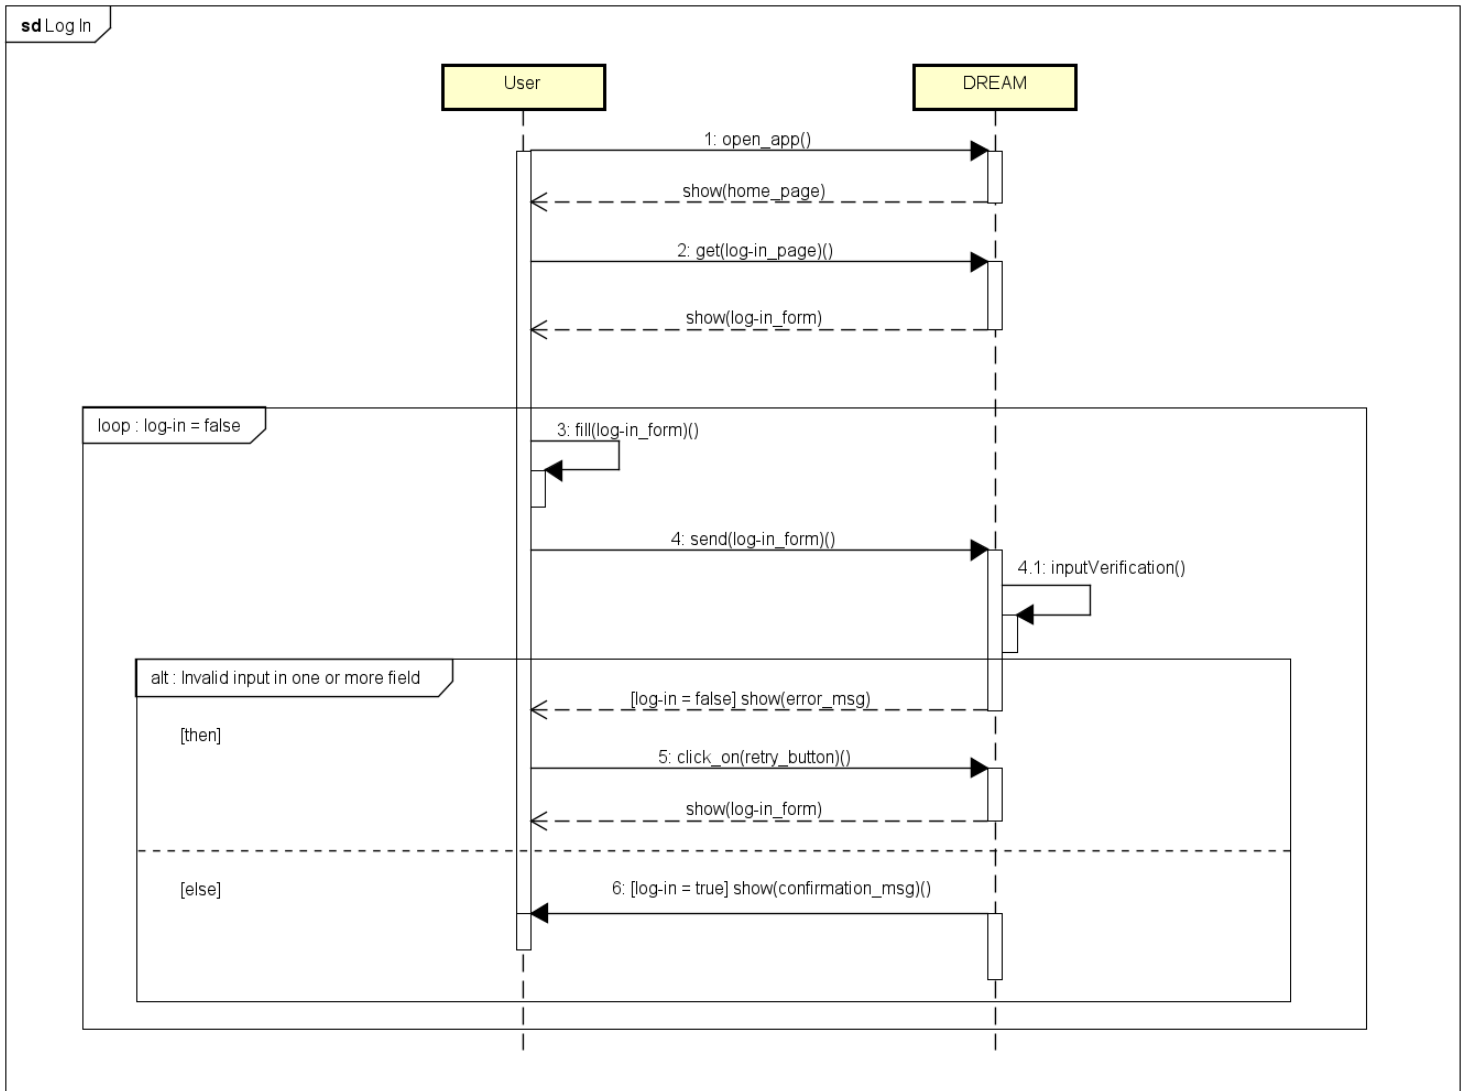 sd Log In
User
DREAM
1: open_app()
show(home_page)
2: get(log-in_page)()
show(log-in_form)
loop : log-in = false
3: fill(log-in_form)()
4: send(log-in_form)()
4.1: inputVerification()
alt : Invalid input in one or more field
[log-in = false] show(error_msg)
[then]
5: click_on(retry_button)()
show(log-in_form)
[else]
6: [log-in = true] show(confirmation_msg)()